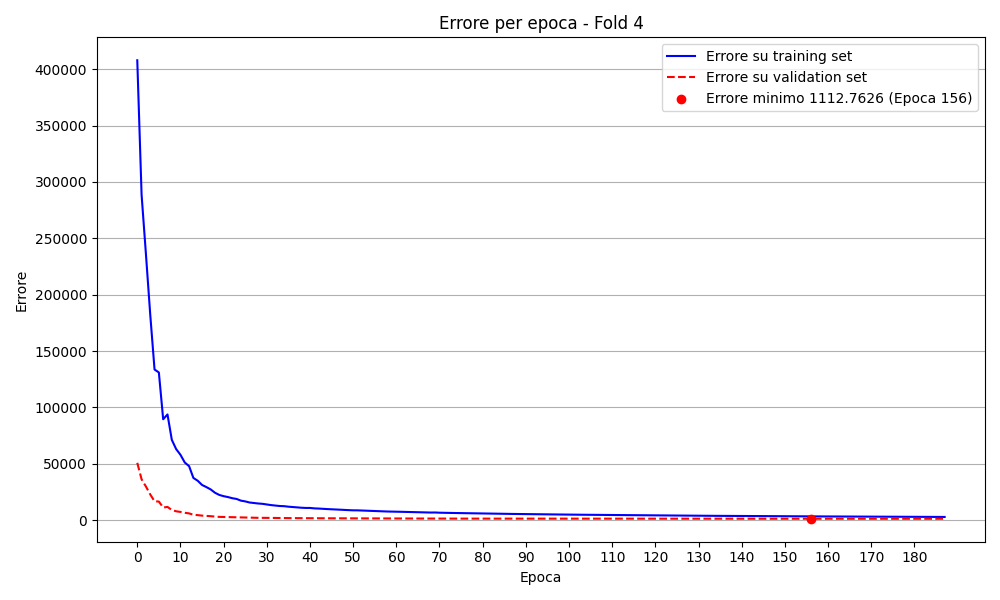 Errore per epoca - Fold 4
Errore su training set
Errore su validation set
Errore minimo 1112.7626 (Epoca 156)
Errore
400000
350000
300000
250000
200000
150000
100000
50000
0
0 10 20 30 40 50 60 70 80 90 100 110 120 130 140 150 160 170 180
Epoca